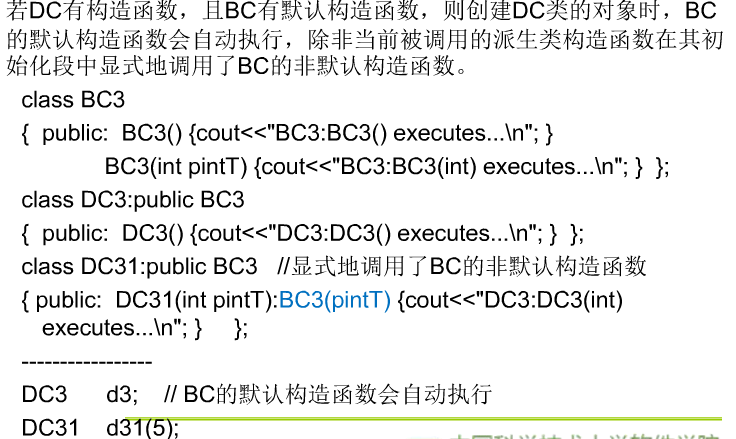 若DC有构造函数，且BC有默认构造函数，则创建DC类的对象时，BC
的默认构造函数会自动执行，除非当前被调用的派生类构造函数在其初
始化段中显式地调用了BC的非默认构造函数。
class BC3
{ public: BC3() {cout<<"BC3:BC3() executes...\n"; }
BC3(int pintT) {cout<<"BC3:BC3(int) executes...\n"; } };
class DC3:public BC3
{ public: DC3() {cout<<"DC3:DC3() executes...\n"; } };
class DC31:public BC3 //显式地调用了BC的非默认构造函数
{ public: DC31(int pintT):BC3(pintT) {cout<<"DC3:DC3(int)
executes...\n"; } };
-----------------
DC3 d3; // BC的默认构造函数会自动执行
DC31 d31(5);